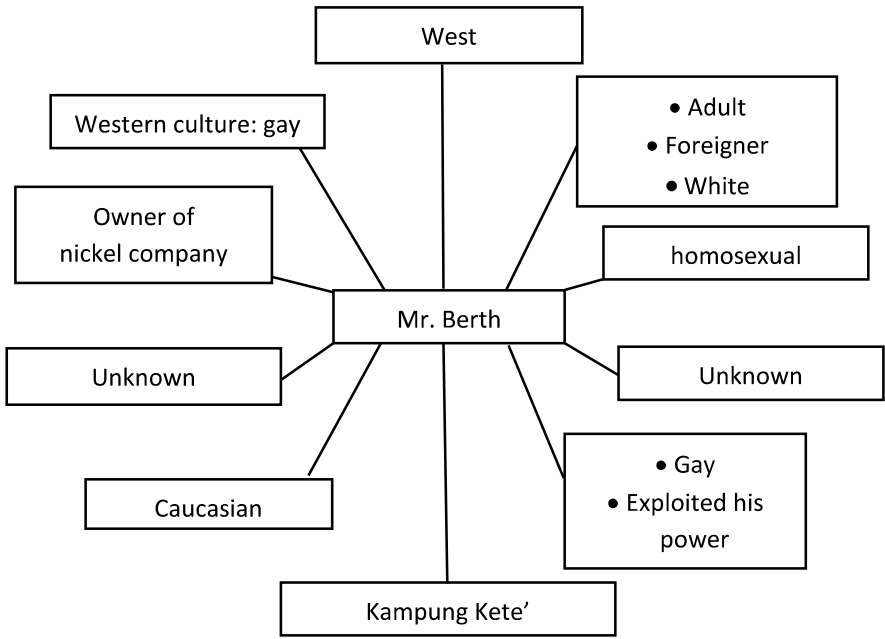 West
Western culture: gay
• Adult
• Foreigner
• White
Owner of
nickel company
homosexual
Mr. Berth
Unknown
Unknown
• Gay
• Exploited his
power
Caucasian
Kampung Kete’